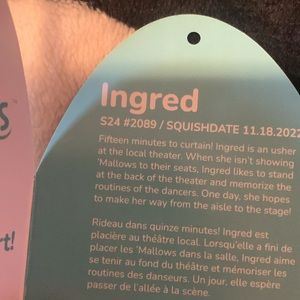 Ingred
S24 #2089 / SQUISHDATE 11.18.2022
Fifteen minutes to curtain! Ingred is an usher
at the local theater. When she isn't showing
'Mallows to their seats, Ingred likes to stand
at the back of the theater and memorize the
routines of the dancers. One day, she hopes
to make her way from the aisle to the stage!
Rideau dans quinze minutes! Ingred est
placière au théâtre local. Lorsqu'elle a fini de
placer les 'Mallows dans la salle, Ingred aime
se tenir au fond du théâtre et mémoriser les
routines des danseurs. Un jour, elle espère
passer de l'allée à la scène